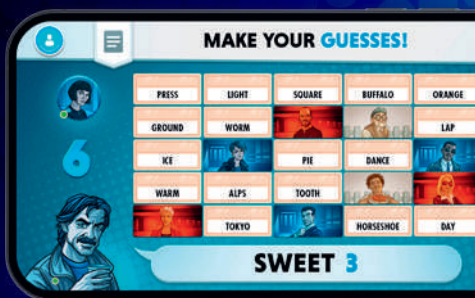 MAKE YOUR GUESSES!
6
PRESS LIGHT SQUARE BUFFALO ORANGE
GROUND WORM LAP
ICE PIE DANCE
WARM ALPS TOOTH
TOKYO HORSESHOE DAY
SWEET 3